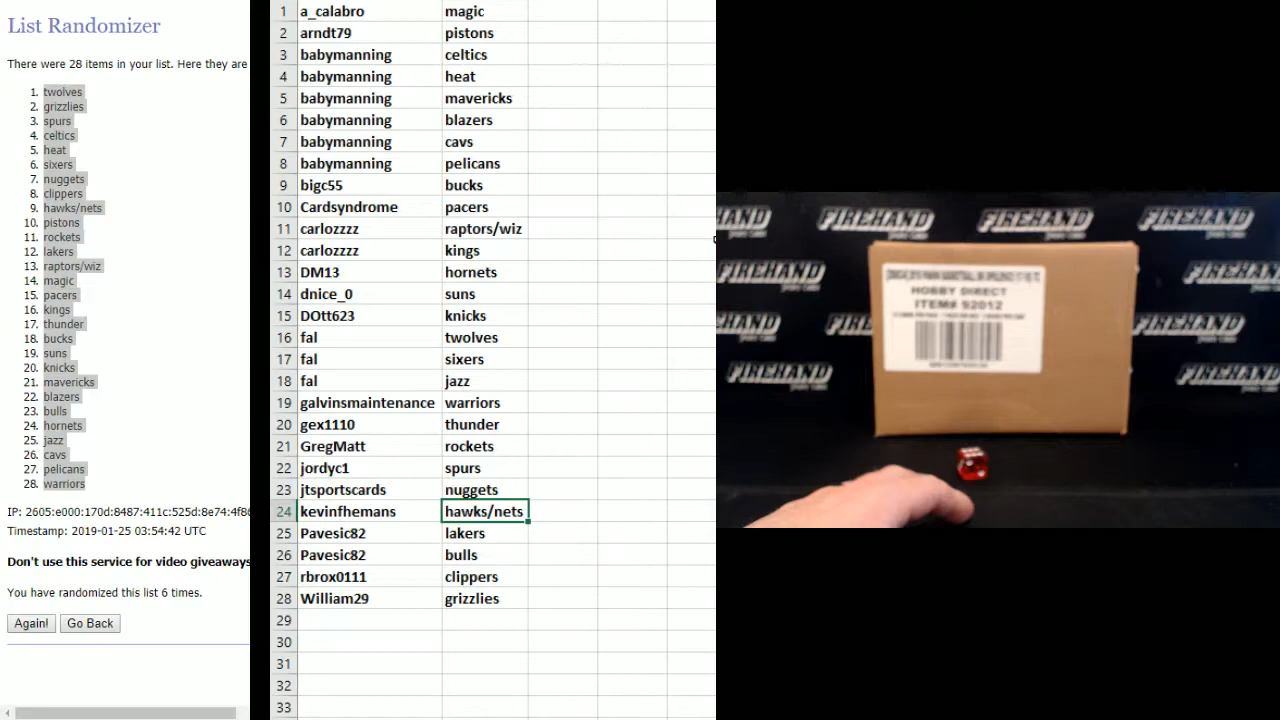 List Randomizer
There were 28 items in your list. Here they are
1. twolves
2. grizzlies
3. spurs
4. celtics
5. heat
6. sixers
7. nuggets
8. clippers
9. hawks/nets
10. pistons
11. rockets
12. lakers
13. raptors/wiz
14. magic
15. pacers
16. kings
17. thunder
18. bucks
19. suns
20. knicks
21. mavericks
22. blazers
23. bulls
24. hornets
25. jazz
26. cavs
27. pelicans
28. warriors
IP: 2605:e000:170d:8487:411c:525d:8e74:4f86
Timestamp: 2019-01-25 03:54:42 UTC
Don't use this service for video giveaways
You have randomized this list 6 times.
Again! Go Back
1 a_calabro magic
2 arndt79 pistons
3 babymanning celtics
4 babymanning heat
5 babymanning mavericks
6 babymanning blazers
7 babymanning cavs
8 babymanning pelicans
9 bigc55 bucks
10 Cardsyndrome pacers
11 carlozzzz raptors/wiz
12 carlozzzz kings
13 DM13 hornets
14 dnice_0 suns
15 DOtt623 knicks
16 fal twolves
17 fal sixers
18 fal jazz
19 galvinsmaintenance warriors
20 gex1110 thunder
21 GregMatt rockets
22 jordyc1 spurs
23 jtsportscards nuggets
24 kevinfhemans hawks/nets
25 Pavesic82 lakers
26 Pavesic82 bulls
27 rbrox0111 clippers
28 William29 grizzlies
29
30
31
32
33
FIREHAND FIREHAND FIREHAND
FIREHAND FIREHAND
FIREHAND FIREHAND
FIREHAND FIREHAND
HOBBY DIRECT
ITEM# 92012